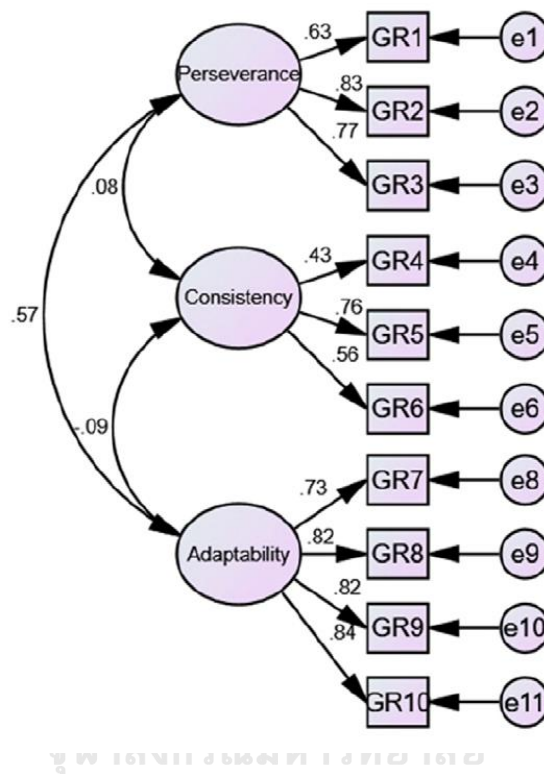 .63
GR1
e1
Perseverance
.83
GR2
e2
.77
GR3
e3
.08
.43
GR4
e4
Consistency
.76
GR5
e5
.57
.56
GR6
e6
-.09
.73
GR7
e8
Adaptability
.82
GR8
e9
.82
GR9
e10
.84
GR10
e11